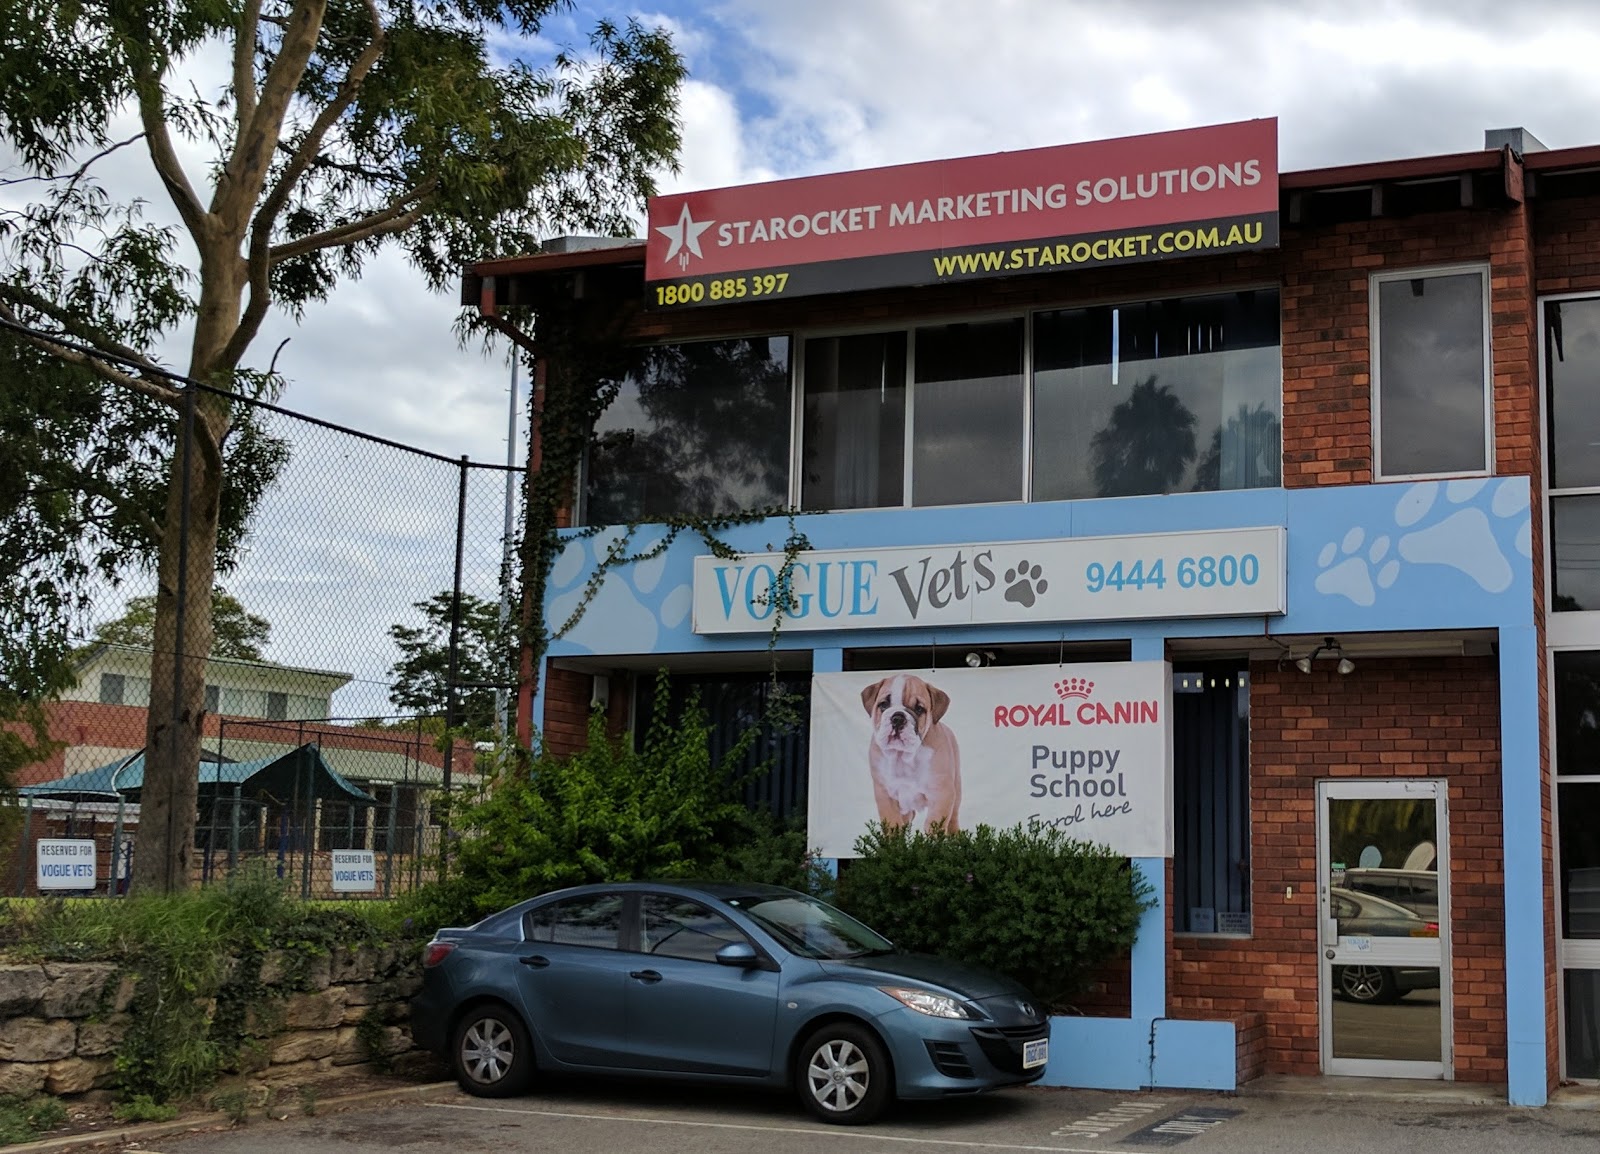 STAROCKET MARKETING SOLUTIONS
1800 885 397 WWW.STAROCKET.COM.AU
VOGUE Vets 9444 6800
ROYAL CANIN
Puppy
School
Enrol here
RESERVED FOR
VOGUE VETS
RESERVED FOR
VOGUE VETS
ONLY